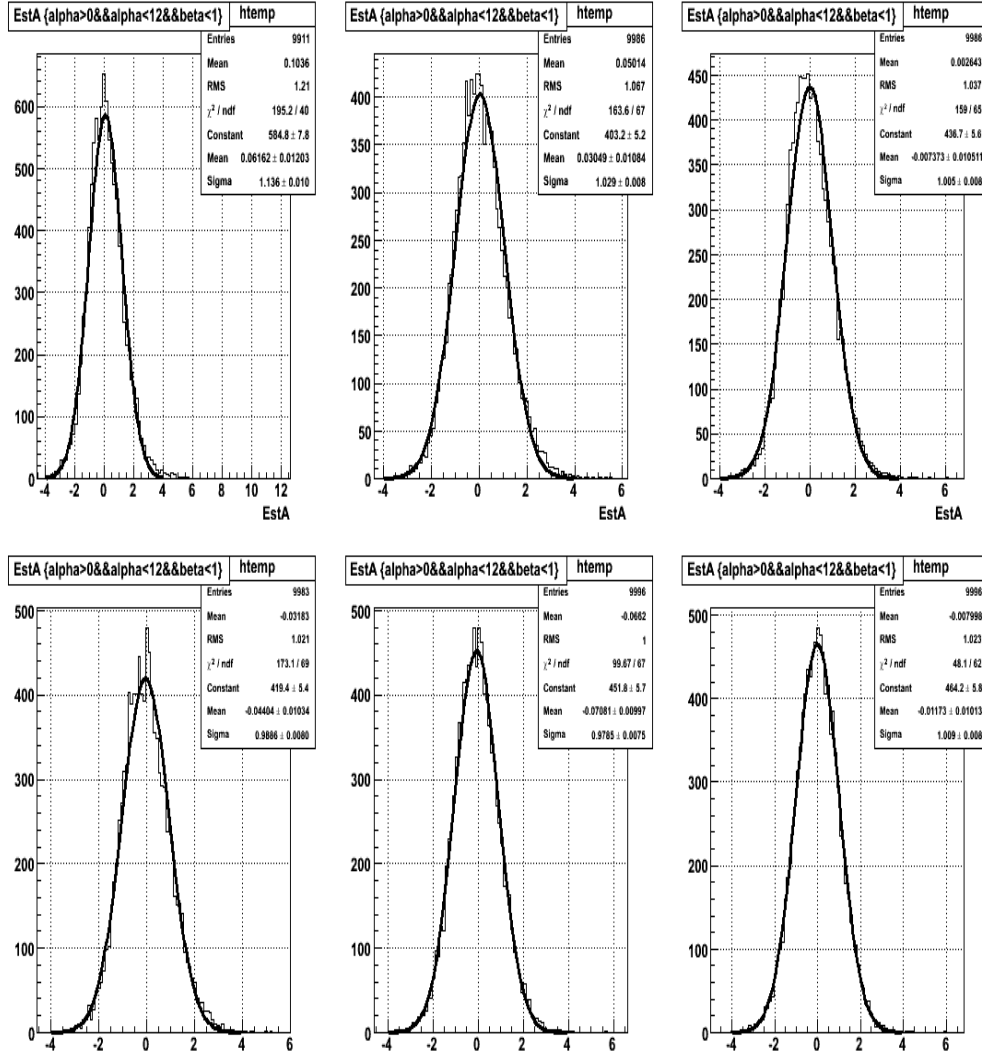 EstA {alpha>0&&alpha<12&&beta<1} htemp
Entries 9911
Mean 0.1036
RMS 1.21
χ² / ndf 195.2 / 40
Constant 584.8 ± 7.8
Mean 0.06162 ± 0.01203
Sigma 1.136 ± 0.010
600
500
400
300
200
100
0
-4 -2 0 2 4 6 8 10 12
EstA
EstA {alpha>0&&alpha<12&&beta<1} htemp
Entries 9986
Mean 0.05014
RMS 1.067
χ² / ndf 163.6 / 67
Constant 403.2 ± 5.2
Mean 0.03049 ± 0.01084
Sigma 1.029 ± 0.008
400
350
300
250
200
150
100
50
0
-4 -2 0 2 4 6
EstA
EstA {alpha>0&&alpha<12&&beta<1} htemp
Entries 9986
Mean 0.002643
RMS 1.037
χ² / ndf 159 / 65
Constant 436.7 ± 5.6
Mean -0.007373 ± 0.010511
Sigma 1.005 ± 0.008
450
400
350
300
250
200
150
100
50
0
-4 -2 0 2 4 6
EstA
EstA {alpha>0&&alpha<12&&beta<1} htemp
Entries 9983
Mean -0.03183
RMS 1.021
χ² / ndf 173.1 / 69
Constant 419.4 ± 5.4
Mean -0.04404 ± 0.01034
Sigma 0.9886 ± 0.0080
500
400
300
200
100
0
-4 -2 0 2 4 6
EstA {alpha>0&&alpha<12&&beta<1} htemp
Entries 9996
Mean -0.0662
RMS 1
χ² / ndf 99.67 / 67
Constant 451.8 ± 5.7
Mean -0.07081 ± 0.00997
Sigma 0.9785 ± 0.0075
500
400
300
200
100
0
-4 -2 0 2 4 6
EstA {alpha>0&&alpha<12&&beta<1} htemp
Entries 9996
Mean -0.007998
RMS 1.023
χ² / ndf 48.1 / 62
Constant 464.2 ± 5.8
Mean -0.01173 ± 0.01013
Sigma 1.009 ± 0.008
500
400
300
200
100
0
-4 -2 0 2 4 6